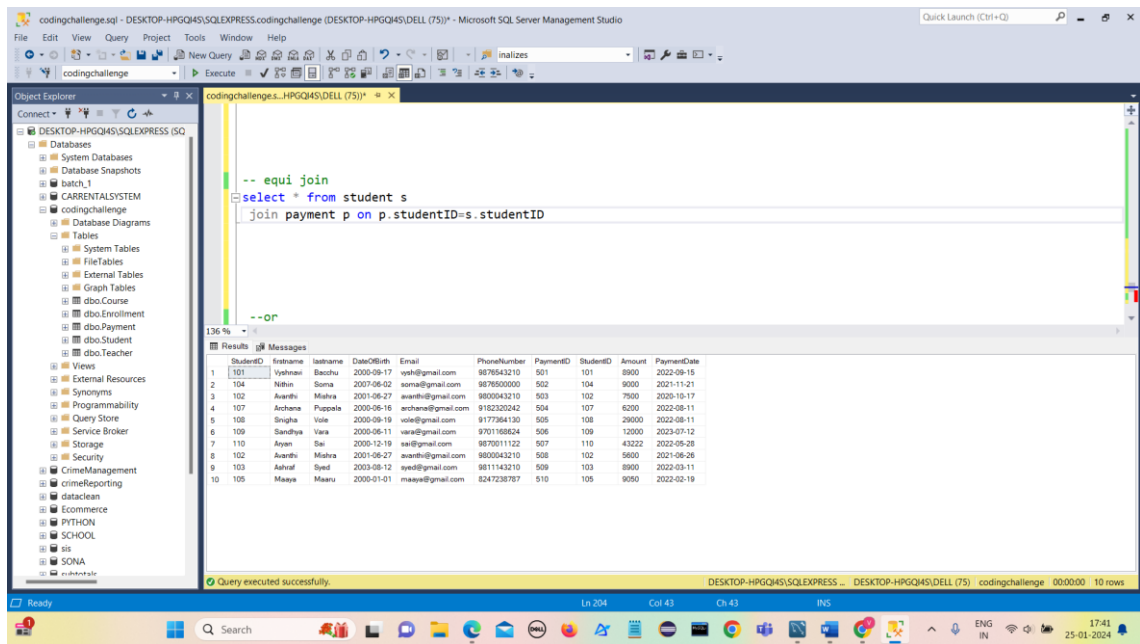 codingchallenge.sql - DESKTOP-HPGQI4S\SQLEXPRESS.codingchallenge (DESKTOP-HPGQI4S\DELL (75))* - Microsoft SQL Server Management Studio
Quick Launch (Ctrl+Q)
File Edit View Query Project Tools Window Help
New Query inalizes
codingchallenge Execute
Object Explorer
codingchallenge.s...HPGQI4S\DELL (75))*
Connect
DESKTOP-HPGQI4S\SQLEXPRESS (SQ
Databases
System Databases
Database Snapshots
batch_1
CARRENTALSYSTEM
codingchallenge
Database Diagrams
Tables
System Tables
FileTables
External Tables
Graph Tables
dbo.Course
dbo.Enrollment
dbo.Payment
dbo.Student
dbo.Teacher
Views
External Resources
Synonyms
Programmability
Query Store
Service Broker
Storage
Security
CrimeManagement
crimeReporting
dataclean
Ecommerce
PYTHON
SCHOOL
sis
SONA
subtotals
-- equi join
select * from student s
join payment p on p.studentID=s.studentID
--or
136 %
Results Messages
StudentID firstname lastname DateOfBirth Email PhoneNumber PaymentID StudentID Amount PaymentDate
1 101 Vyshnavi Bacchu 2000-09-17 vysh@gmail.com 9876543210 501 101 8900 2022-09-15
2 104 Nithin Soma 2007-06-02 soma@gmail.com 9876500000 502 104 9000 2021-11-21
3 102 Avanthi Mishra 2001-06-27 avanthi@gmail.com 9800043210 503 102 7500 2020-10-17
4 107 Archana Puppala 2000-06-16 archana@gmail.com 9182320242 504 107 6200 2022-08-11
5 108 Snigha Vole 2000-09-19 vole@gmail.com 9177364130 505 108 29000 2022-08-11
6 109 Sandhya Vara 2000-06-11 vara@gmail.com 9701168624 506 109 12000 2023-07-12
7 110 Aryan Sai 2000-12-19 sai@gmail.com 9870011122 507 110 43222 2022-05-28
8 102 Avanthi Mishra 2001-06-27 avanthi@gmail.com 9800043210 508 102 5600 2021-06-26
9 103 Ashraf Syed 2003-08-12 syed@gmail.com 9811143210 509 103 8900 2022-03-11
10 105 Maaya Maaru 2000-01-01 maaya@gmail.com 8247238787 510 105 9050 2022-02-19
Query executed successfully. DESKTOP-HPGQI4S\SQLEXPRESS ... DESKTOP-HPGQI4S\DELL (75) codingchallenge 00:00:00 10 rows
Ready Ln 204 Col 43 Ch 43 INS
Search
ENG
IN
17:41
25-01-2024